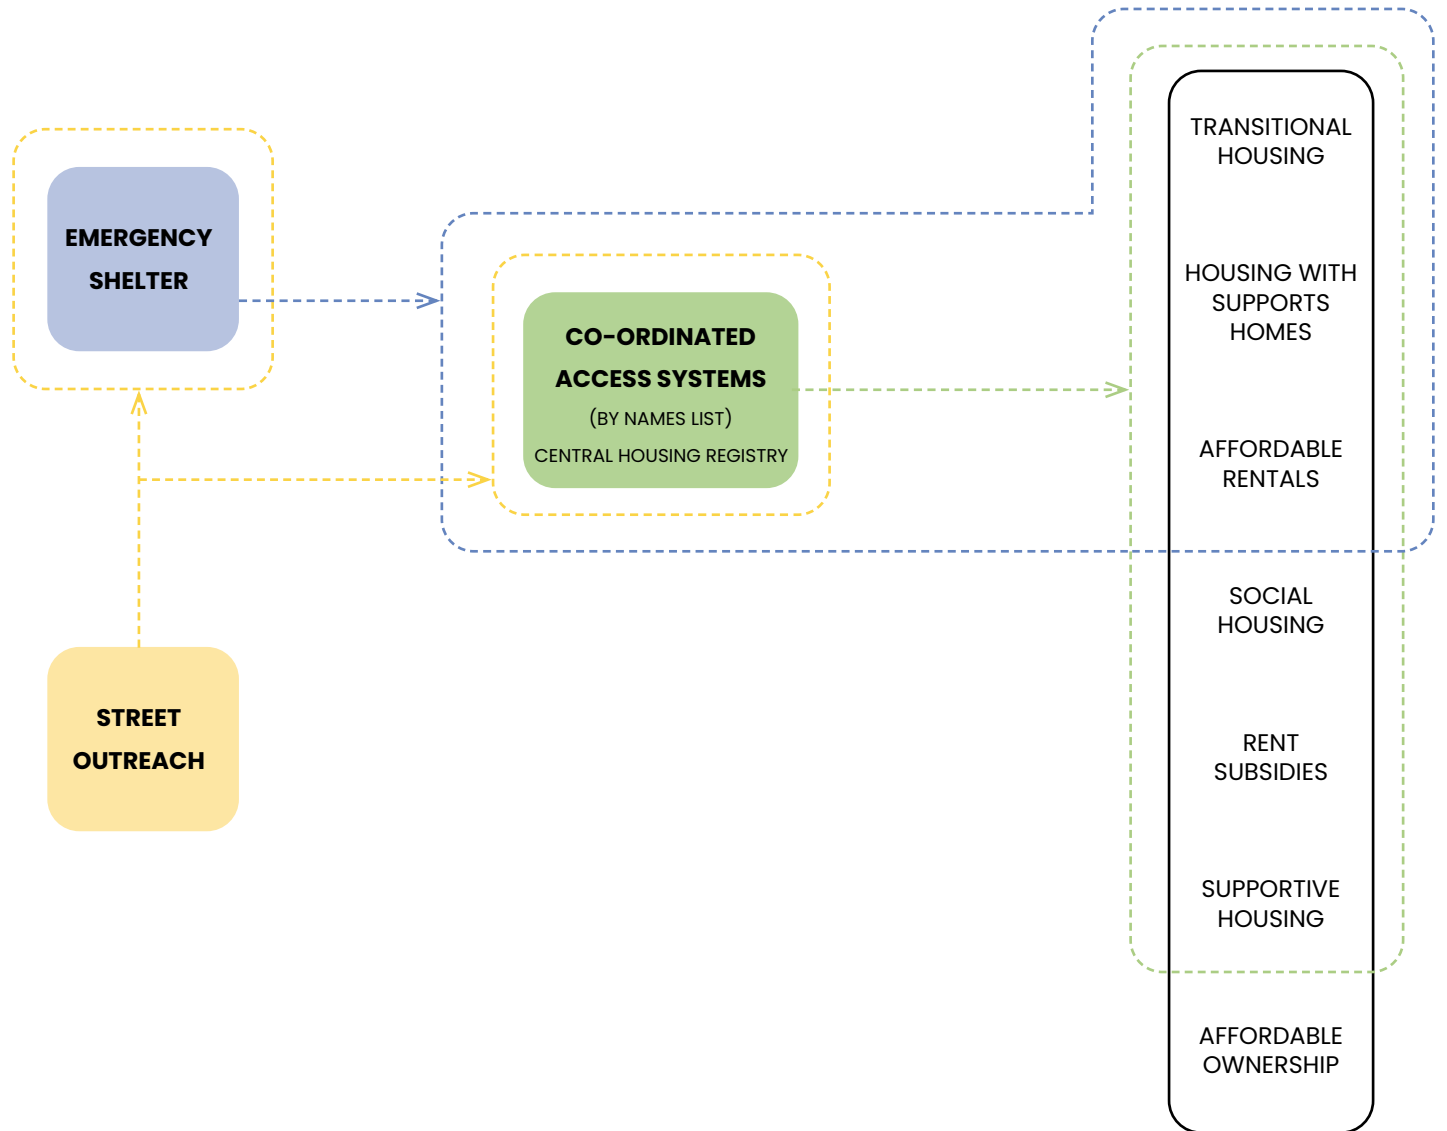 EMERGENCY
SHELTER
CO-ORDINATED
ACCESS SYSTEMS
(BY NAMES LIST)
CENTRAL HOUSING REGISTRY
STREET
OUTREACH
TRANSITIONAL
HOUSING
HOUSING WITH
SUPPORTS
HOMES
AFFORDABLE
RENTALS
SOCIAL
HOUSING
RENT
SUBSIDIES
SUPPORTIVE
HOUSING
AFFORDABLE
OWNERSHIP